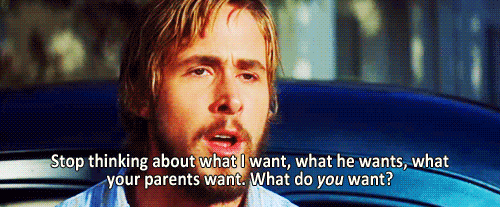 Stop thinking about what I want, what he wants, what
your parents want. What do you want?